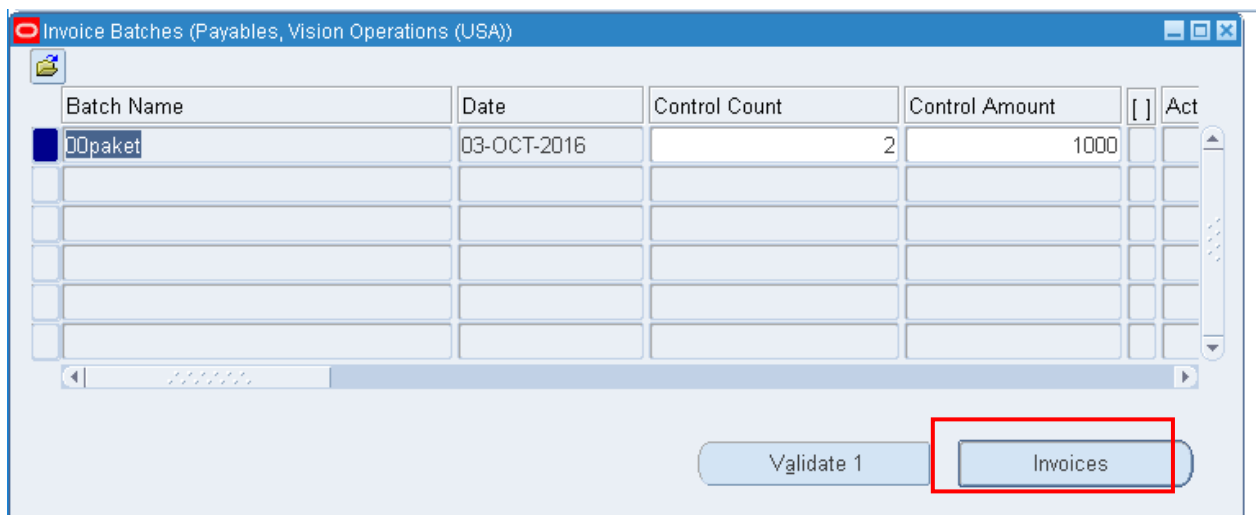 Invoice Batches (Payables, Vision Operations (USA))
Batch Name Date Control Count Control Amount [ ] Act
00paket 03-OCT-2016 2 1000
Validate 1 Invoices